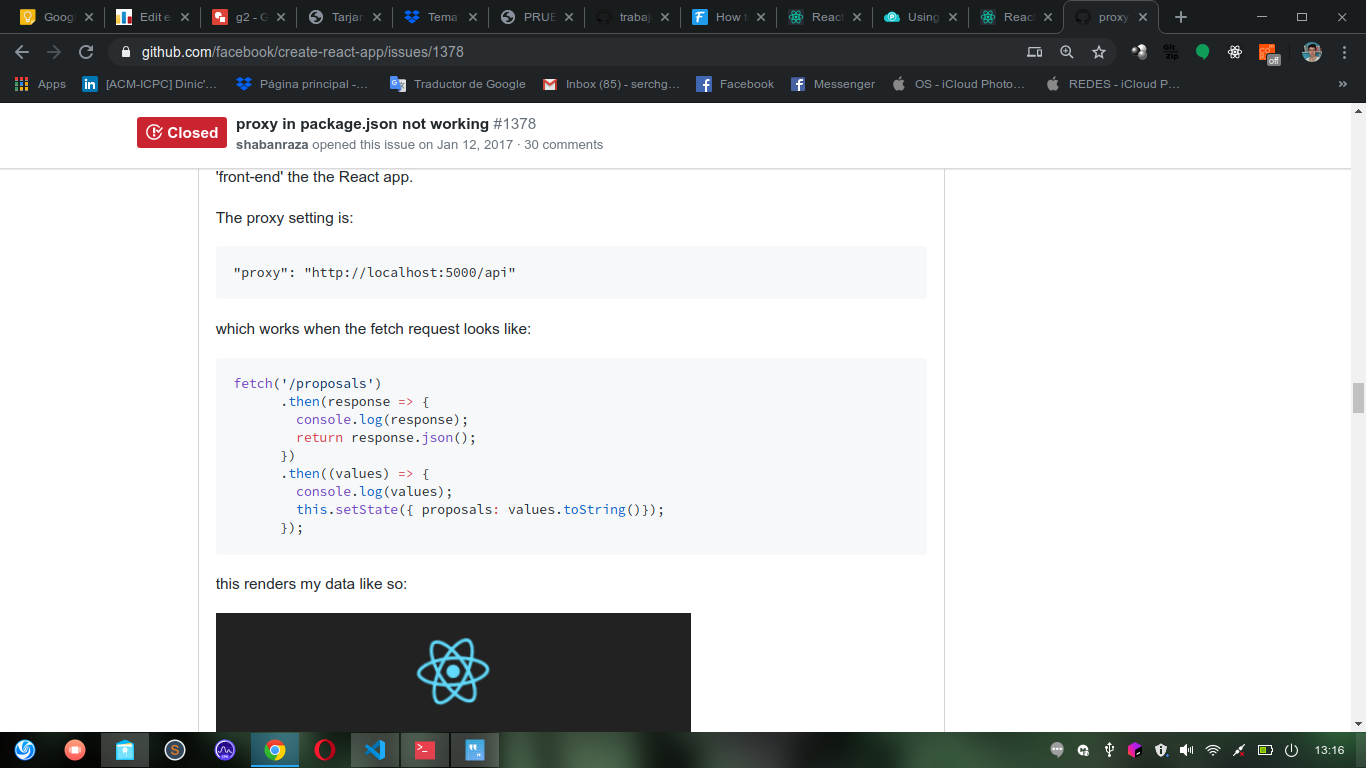 Googl
Edit e
g2 - G
Tarjan
Tema
PRUE
trabaj
How t
React
Using
React
proxy
github.com/facebook/create-react-app/issues/1378
off
Apps
[ACM-ICPC] Dinic'...
Página principal -...
Traductor de Google
Inbox (85) - serchg...
Facebook
Messenger
OS - iCloud Photo...
REDES - iCloud P...
»
Closed
proxy in package.json not working #1378
shabanraza opened this issue on Jan 12, 2017 · 30 comments
'front-end' the the React app.
The proxy setting is:
"proxy": "http://localhost:5000/api"
which works when the fetch request looks like:
fetch('/proposals')
.then(response => {
console.log(response);
return response.json();
})
.then((values) => {
console.log(values);
this.setState({ proposals: values.toString()});
});
this renders my data like so:
13:16